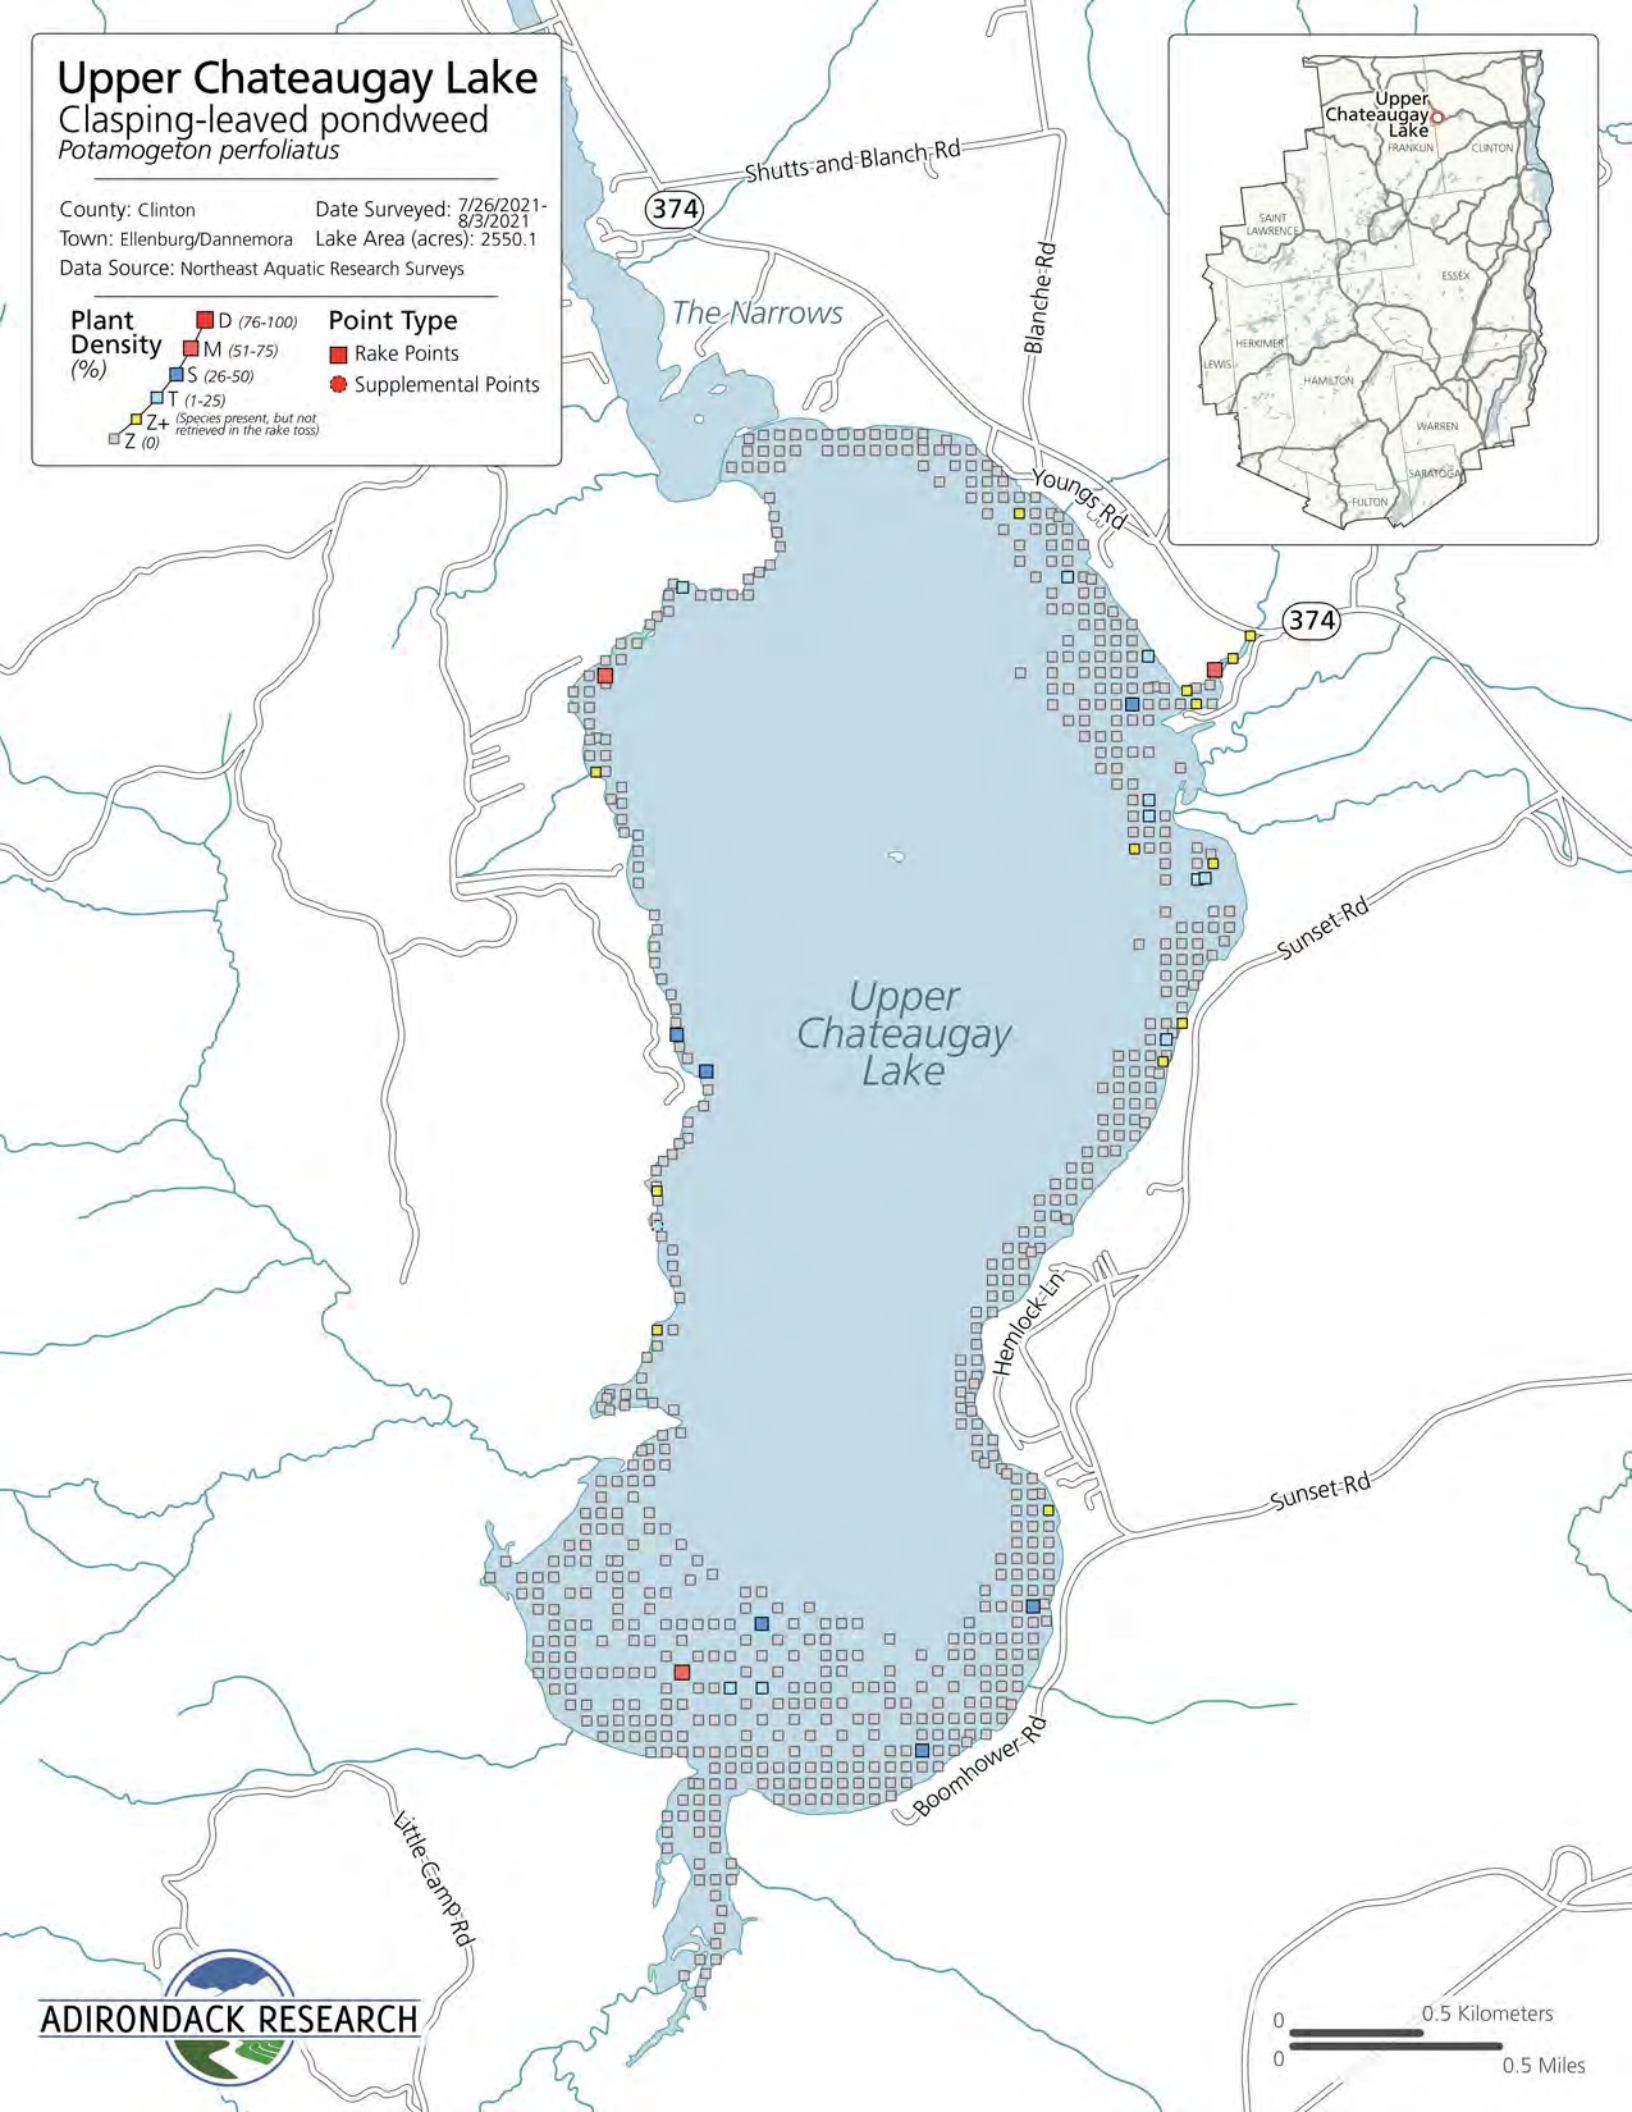 Upper Chateaugay Lake
Clasping-leaved pondweed
Potamogeton perfoliatus
County: Clinton
Date Surveyed: 7/26/2021-
8/3/2021
Town: Ellenburg/Dannemora
Lake Area (acres): 2550.1
Data Source: Northeast Aquatic Research Surveys
Plant
Density
(%)
D (76-100)
M (51-75)
S (26-50)
T (1-25)
Z+ (Species present, but not
retrieved in the rake toss)
Z (0)
Point Type
Rake Points
Supplemental Points
Upper
Chateaugay
Lake
FRANKLIN
CLINTON
SAINT
LAWRENCE
ESSEX
HERKIMER
LEWIS
HAMILTON
WARREN
SARATOGA
FULTON
Shutts-and-Blanch-Rd
374
Blanche-Rd
The Narrows
Youngs-Rd
374
Sunset-Rd
Upper
Chateaugay
Lake
Hemlock-Ln
Sunset-Rd
Boomhower-Rd
Little-Camp-Rd
ADIRONDACK RESEARCH
0
0.5 Kilometers
0
0.5 Miles